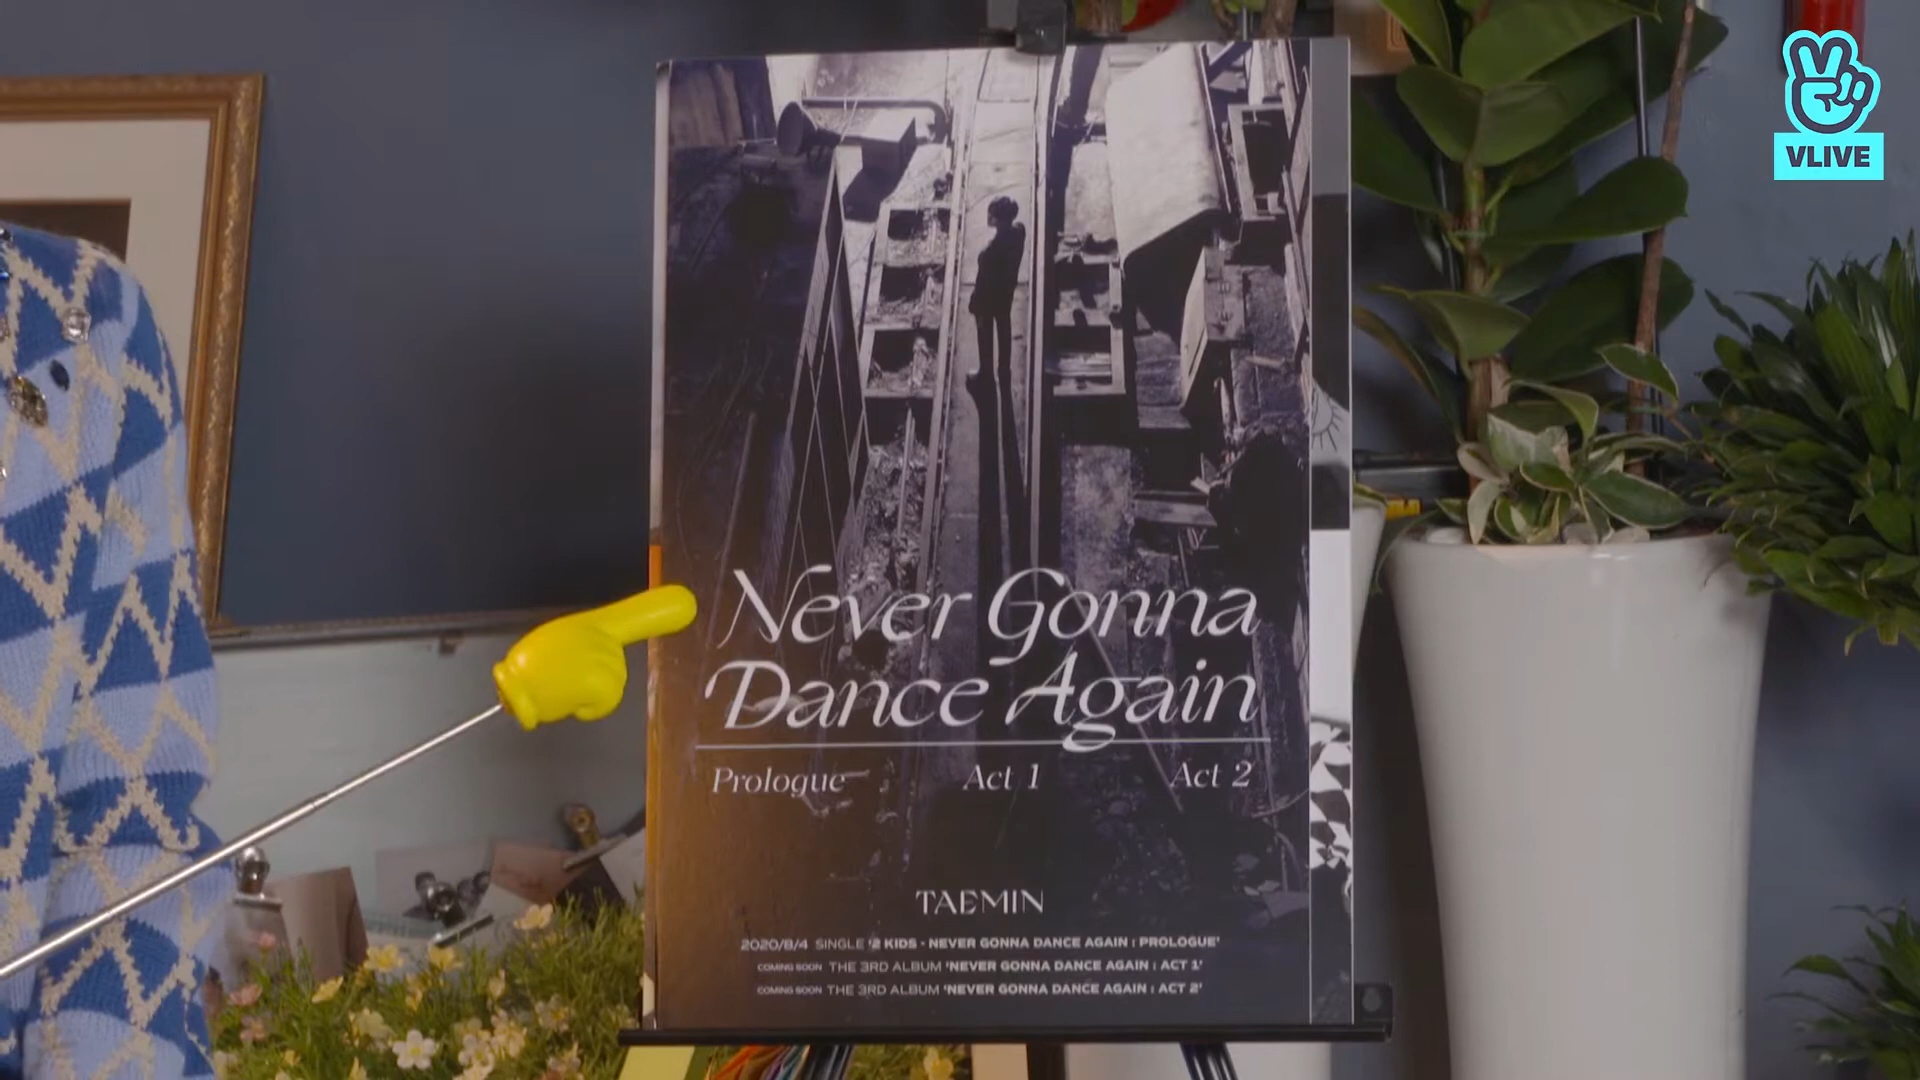 VLIVE
Never Gonna
Dance Again
Prologue Act 1 Act 2
TAEMIN
2020/8/4 SINGLE '2 KIDS - NEVER GONNA DANCE AGAIN : PROLOGUE'
COMING SOON THE 3RD ALBUM 'NEVER GONNA DANCE AGAIN : ACT 1'
COMING SOON THE 3RD ALBUM 'NEVER GONNA DANCE AGAIN : ACT 2'